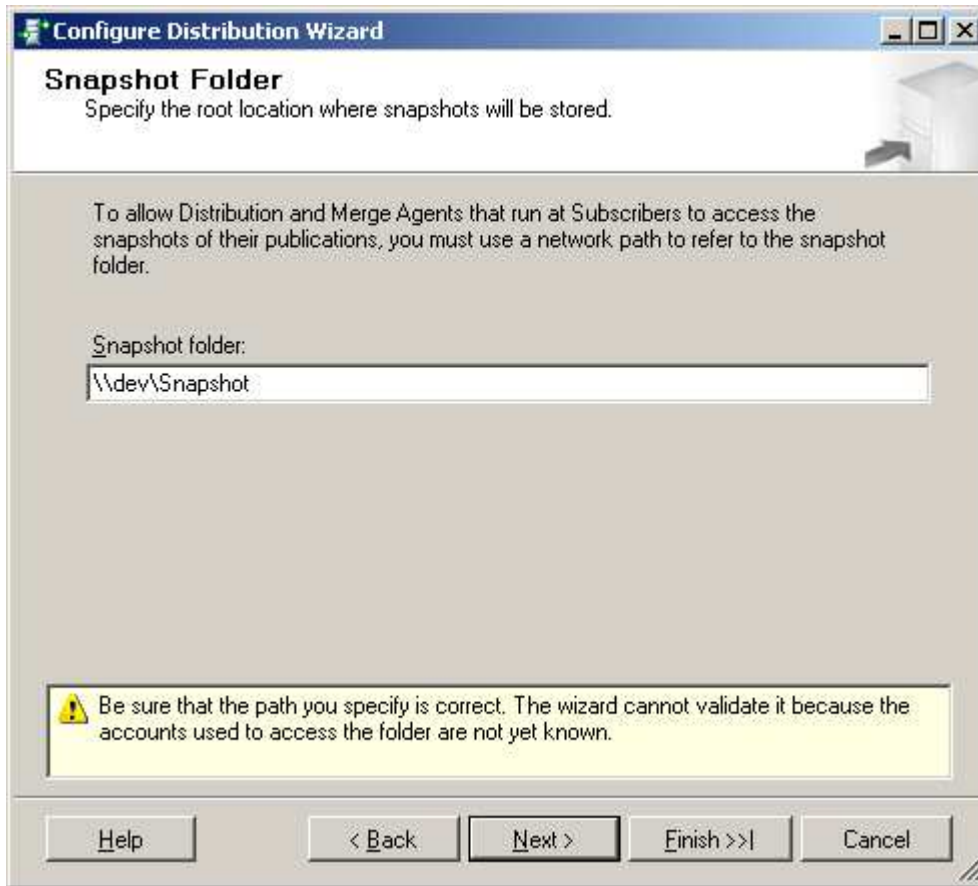 Configure Distribution Wizard
Snapshot Folder
Specify the root location where snapshots will be stored.
To allow Distribution and Merge Agents that run at Subscribers to access the
snapshots of their publications, you must use a network path to refer to the snapshot
folder.
Snapshot folder:
\\dev\Snapshot
Be sure that the path you specify is correct. The wizard cannot validate it because the
accounts used to access the folder are not yet known.
Help < Back Next > Finish >>| Cancel